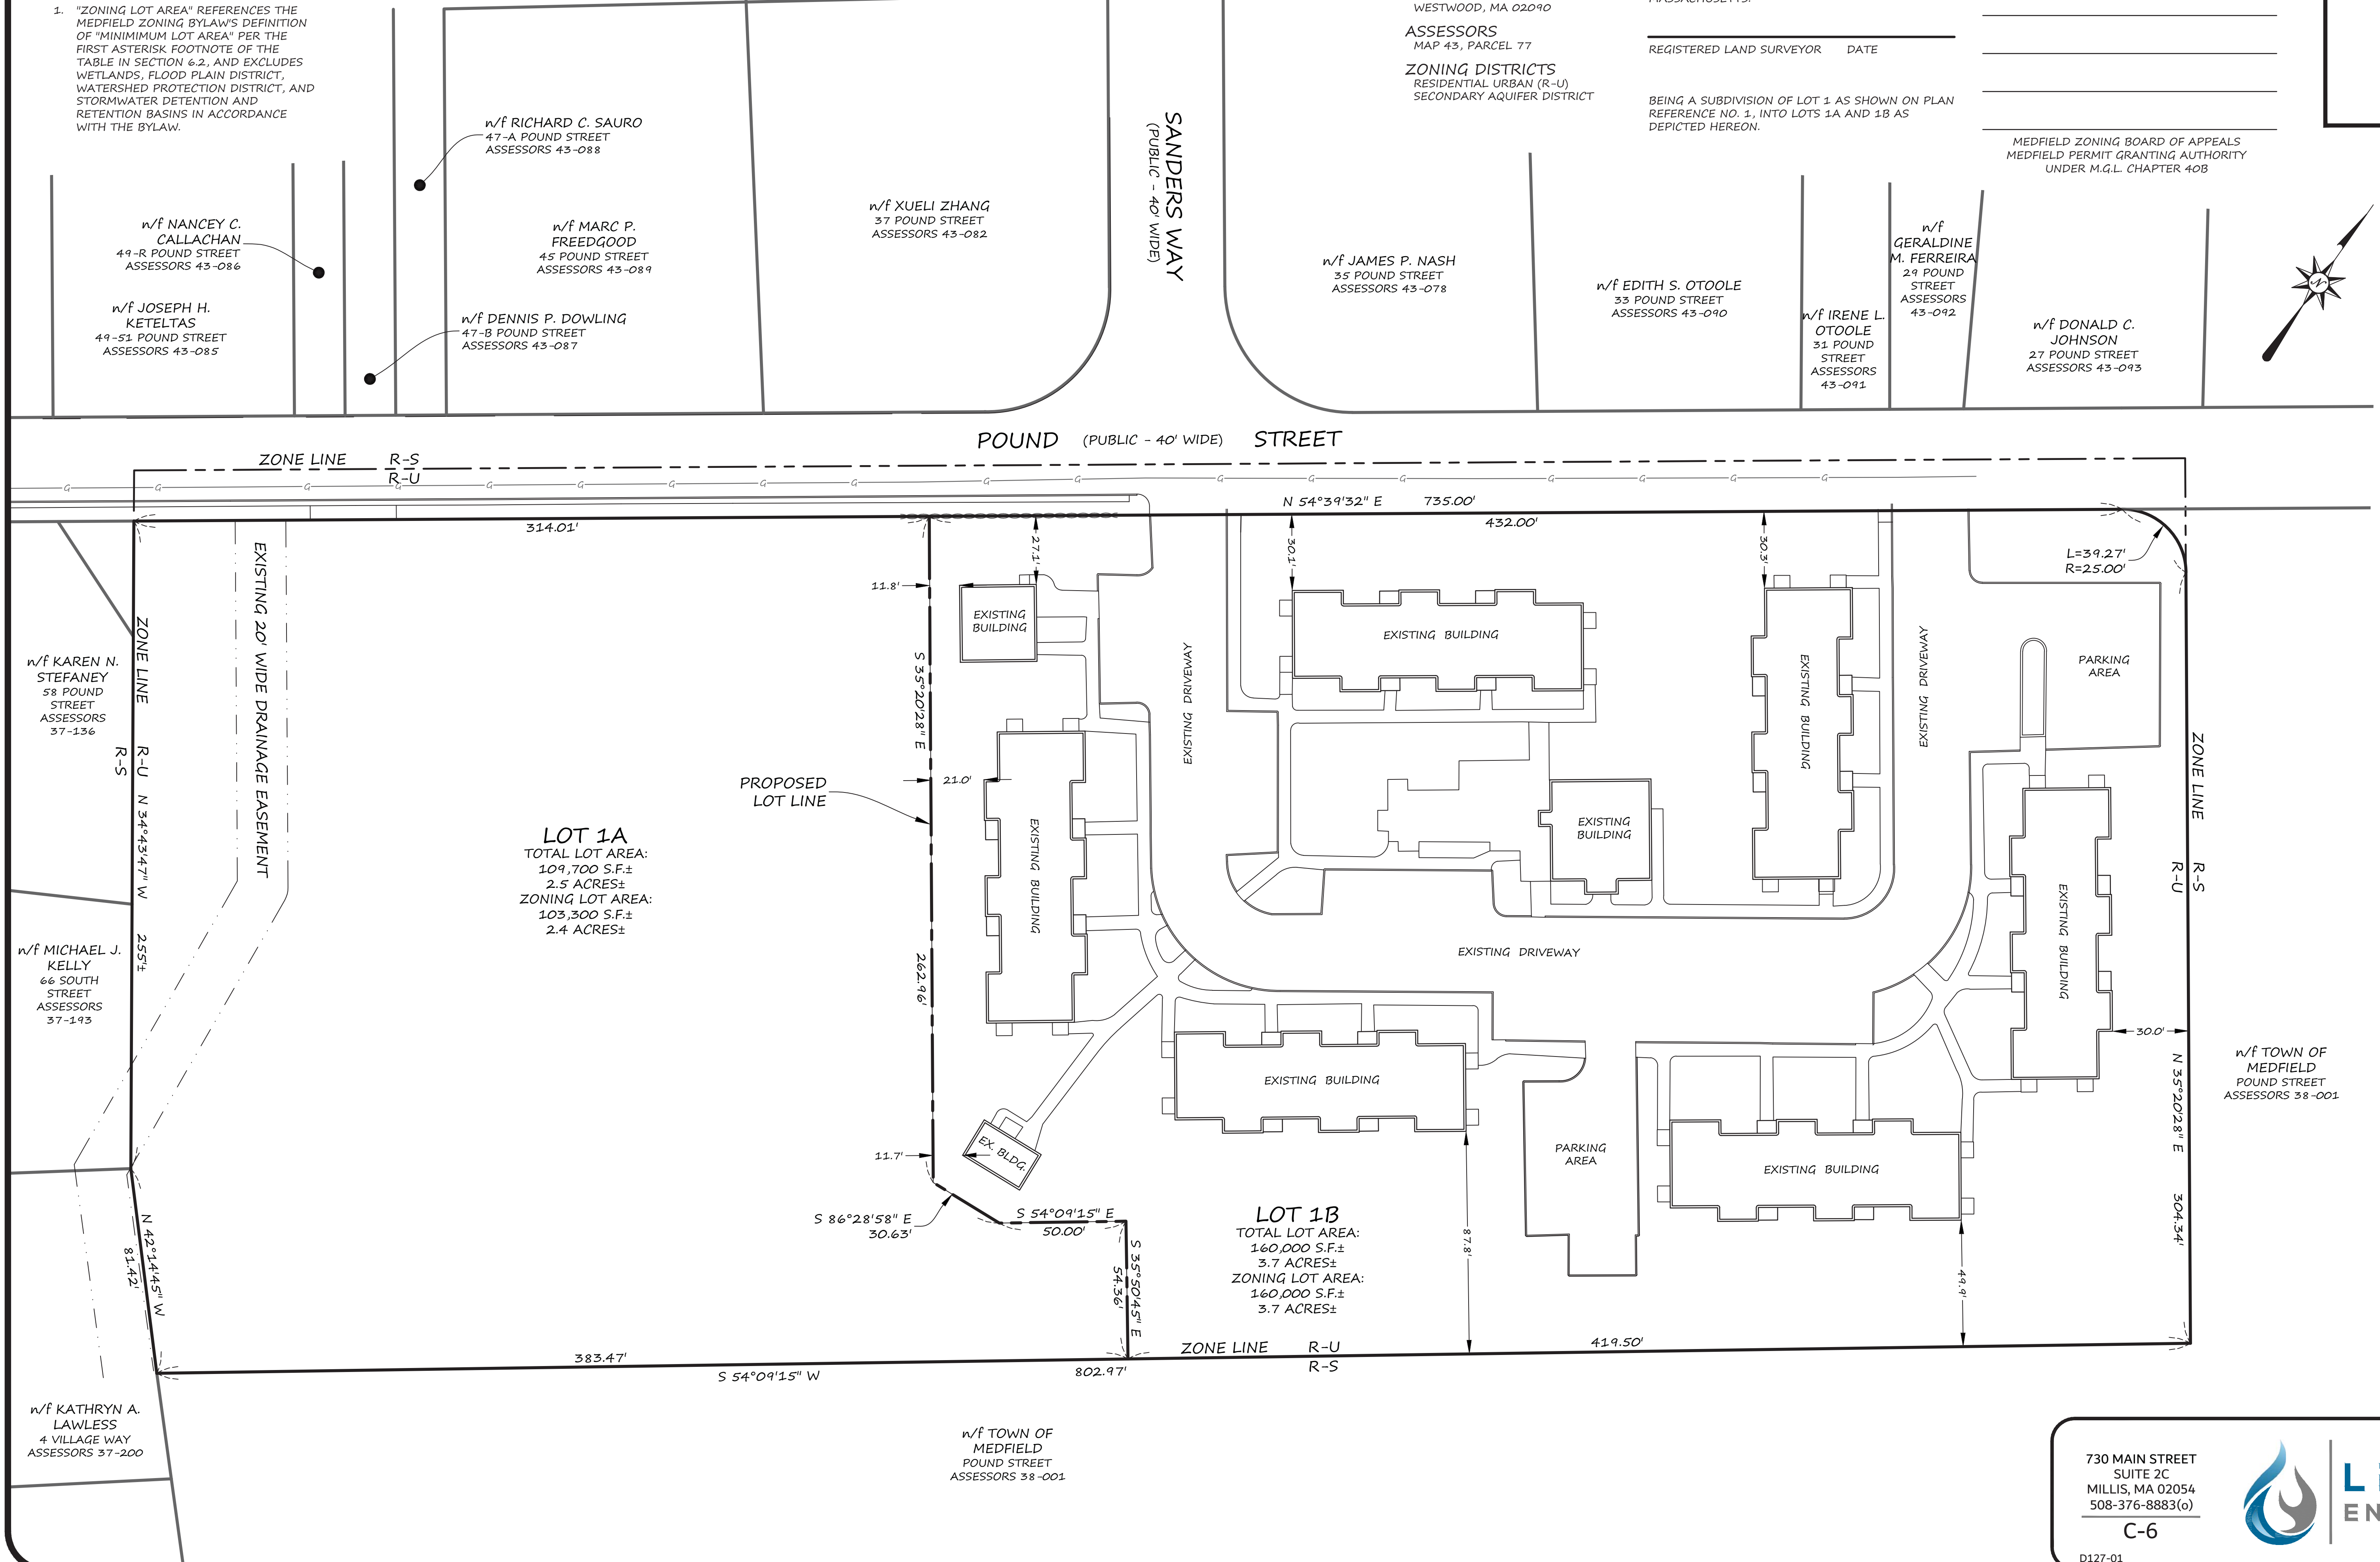 1. "ZONING LOT AREA" REFERENCES THE
MEDFIELD ZONING BYLAW'S DEFINITION
OF "MINIMIMUM LOT AREA" PER THE
FIRST ASTERISK FOOTNOTE OF THE
TABLE IN SECTION 6.2, AND EXCLUDES
WETLANDS, FLOOD PLAIN DISTRICT,
WATERSHED PROTECTION DISTRICT, AND
STORMWATER DETENTION AND
RETENTION BASINS IN ACCORDANCE
WITH THE BYLAW.
WESTWOOD, MA 02090
ASSESSORS
MAP 43, PARCEL 77
ZONING DISTRICTS
RESIDENTIAL URBAN (R-U)
SECONDARY AQUIFER DISTRICT
MASSACHUSETTS.
REGISTERED LAND SURVEYOR DATE
BEING A SUBDIVISION OF LOT 1 AS SHOWN ON PLAN
REFERENCE NO. 1, INTO LOTS 1A AND 1B AS
DEPICTED HEREON.
MEDFIELD ZONING BOARD OF APPEALS
MEDFIELD PERMIT GRANTING AUTHORITY
UNDER M.G.L. CHAPTER 40B
n/f RICHARD C. SAURO
47-A POUND STREET
ASSESSORS 43-088
n/f NANCEY C.
CALLACHAN
49-R POUND STREET
ASSESSORS 43-086
n/f JOSEPH H.
KETELTAS
49-51 POUND STREET
ASSESSORS 43-085
n/f MARC P.
FREEDGOOD
45 POUND STREET
ASSESSORS 43-089
n/f DENNIS P. DOWLING
47-B POUND STREET
ASSESSORS 43-087
n/f XUELI ZHANG
37 POUND STREET
ASSESSORS 43-082
SANDERS WAY
(PUBLIC - 40' WIDE)
n/f JAMES P. NASH
35 POUND STREET
ASSESSORS 43-078
n/f EDITH S. OTOOLE
33 POUND STREET
ASSESSORS 43-090
n/f IRENE L.
OTOOLE
31 POUND
STREET
ASSESSORS
43-091
n/f
GERALDINE
M. FERREIRA
29 POUND
STREET
ASSESSORS
43-092
n/f DONALD C.
JOHNSON
27 POUND STREET
ASSESSORS 43-093
N
POUND (PUBLIC - 40' WIDE) STREET
ZONE LINE R-S
R-U
G G G G G G G G G G G G G G G G G G G
N 54°39'32" E 735.00'
314.01'
432.00'
L=39.27'
R=25.00'
27.1'
30.1'
30.3'
11.8'
EXISTING
BUILDING
EXISTING BUILDING
EXISTING BUILDING
EXISTING DRIVEWAY
EXISTING DRIVEWAY
PARKING
AREA
EXISTING 20' WIDE DRAINAGE EASEMENT
n/f KAREN N.
STEFANEY
58 POUND
STREET
ASSESSORS
37-136
ZONE LINE R-U
R-S
N 34°43'47" W 255'±
S 35°20'28" E
262.96'
21.0'
PROPOSED
LOT LINE
LOT 1A
TOTAL LOT AREA:
109,700 S.F.±
2.5 ACRES±
ZONING LOT AREA:
103,300 S.F.±
2.4 ACRES±
EXISTING BUILDING
EXISTING
BUILDING
EXISTING DRIVEWAY
EXISTING BUILDING
ZONE LINE R-S
R-U
n/f MICHAEL J.
KELLY
66 SOUTH
STREET
ASSESSORS
37-193
30.0'
N 35°20'28" E 304.34'
n/f TOWN OF
MEDFIELD
POUND STREET
ASSESSORS 38-001
EXISTING BUILDING
11.7'
EX. BLDG.
PARKING
AREA
EXISTING BUILDING
S 86°28'58" E
30.63'
S 54°09'15" E
50.00'
S 35°50'45" E
54.36'
LOT 1B
TOTAL LOT AREA:
160,000 S.F.±
3.7 ACRES±
ZONING LOT AREA:
160,000 S.F.±
3.7 ACRES±
87.8'
49.9'
N 42°14'45" W
81.42'
383.47'
S 54°09'15" W
802.97'
ZONE LINE R-U
R-S
419.50'
n/f KATHRYN A.
LAWLESS
4 VILLAGE WAY
ASSESSORS 37-200
n/f TOWN OF
MEDFIELD
POUND STREET
ASSESSORS 38-001
730 MAIN STREET
SUITE 2C
MILLIS, MA 02054
508-376-8883(o)
C-6
D127-01
EN